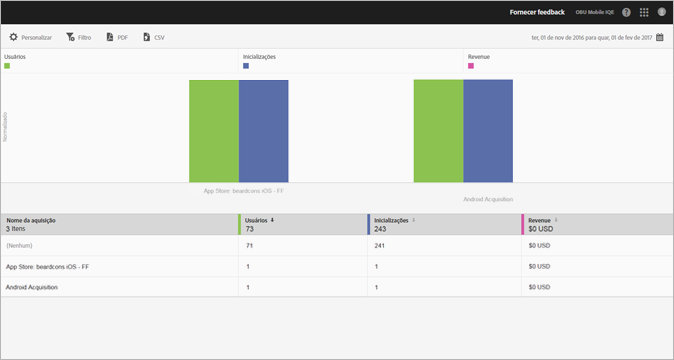 Fornecer feedback OBU Mobile IQE
Personalizar Filtro PDF CSV ter, 01 de nov de 2016 para quar, 01 de fev de 2017
Usuários Inicializações Revenue
Normalizado
App Store: beardcons iOS - FF
Android Acquisition
Nome da aquisição Usuários Inicializações Revenue
3 Itens 73 243 $0 USD
(Nenhum) 71 241 $0 USD
App Store: beardcons iOS - FF 1 1 $0 USD
Android Acquisition 1 1 $0 USD